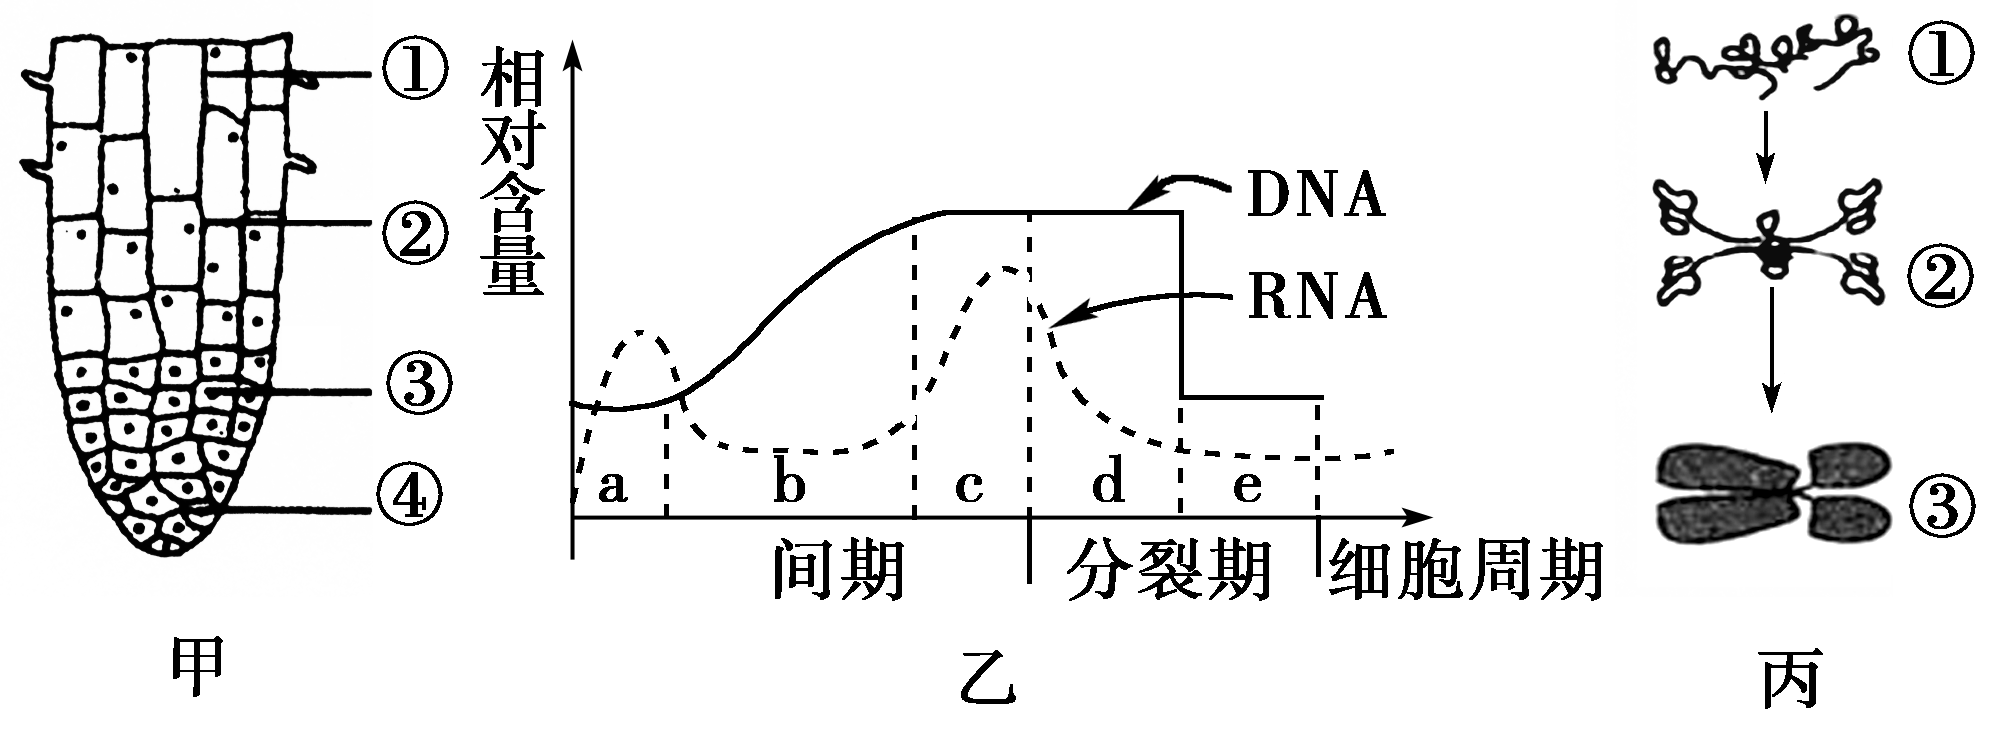 ①
②
③
④
甲
相对含量
DNA
RNA
a b c d e
间期 分裂期 细胞周期
乙
①
②
③
丙